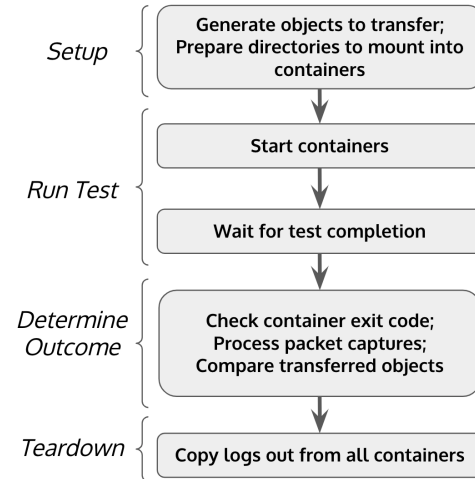 Setup
Generate objects to transfer;
Prepare directories to mount into
containers
Run Test
Start containers
Wait for test completion
Determine
Outcome
Check container exit code;
Process packet captures;
Compare transferred objects
Teardown
Copy logs out from all containers